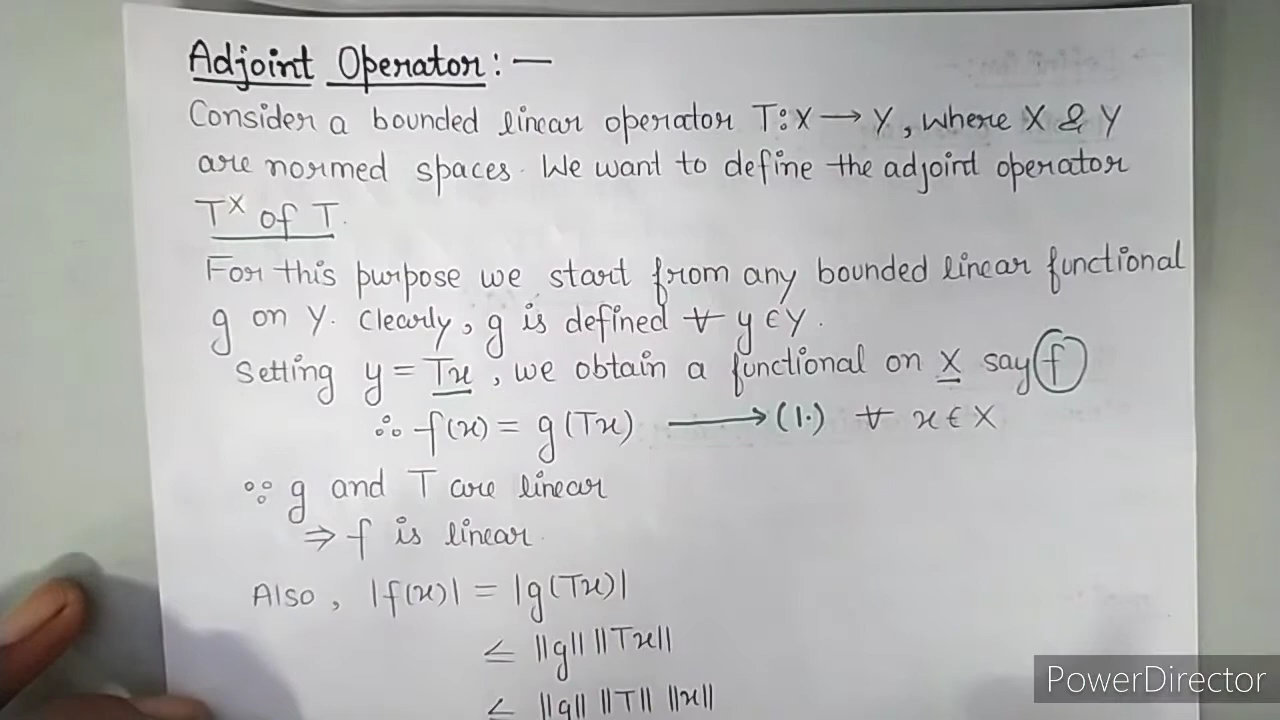 Adjoint Operator : —
Consider a bounded linear operator T: X → Y, where X & Y
are normed spaces. We want to define the adjoint operator
T^× of T.
For this purpose we start from any bounded linear functional
g on Y. Clearly, g is defined ∀ y ∈ Y.
Setting y = Tx, we obtain a functional on X say f
∴ f(x) = g(Tx) ⟶ (1.) ∀ x ∈ X
∵ g and T are linear
⇒ f is linear.
Also, |f(x)| = |g(Tx)|
≤ ||g|| ||Tx||
≤ ||g|| ||T|| ||x||
PowerDirector